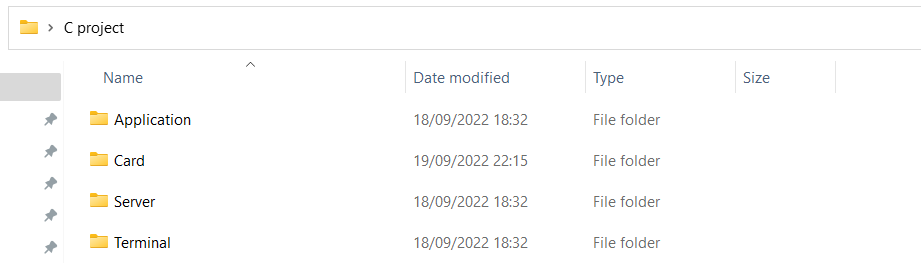 C project
Name Date modified Type Size
Application 18/09/2022 18:32 File folder
Card 19/09/2022 22:15 File folder
Server 18/09/2022 18:32 File folder
Terminal 18/09/2022 18:32 File folder